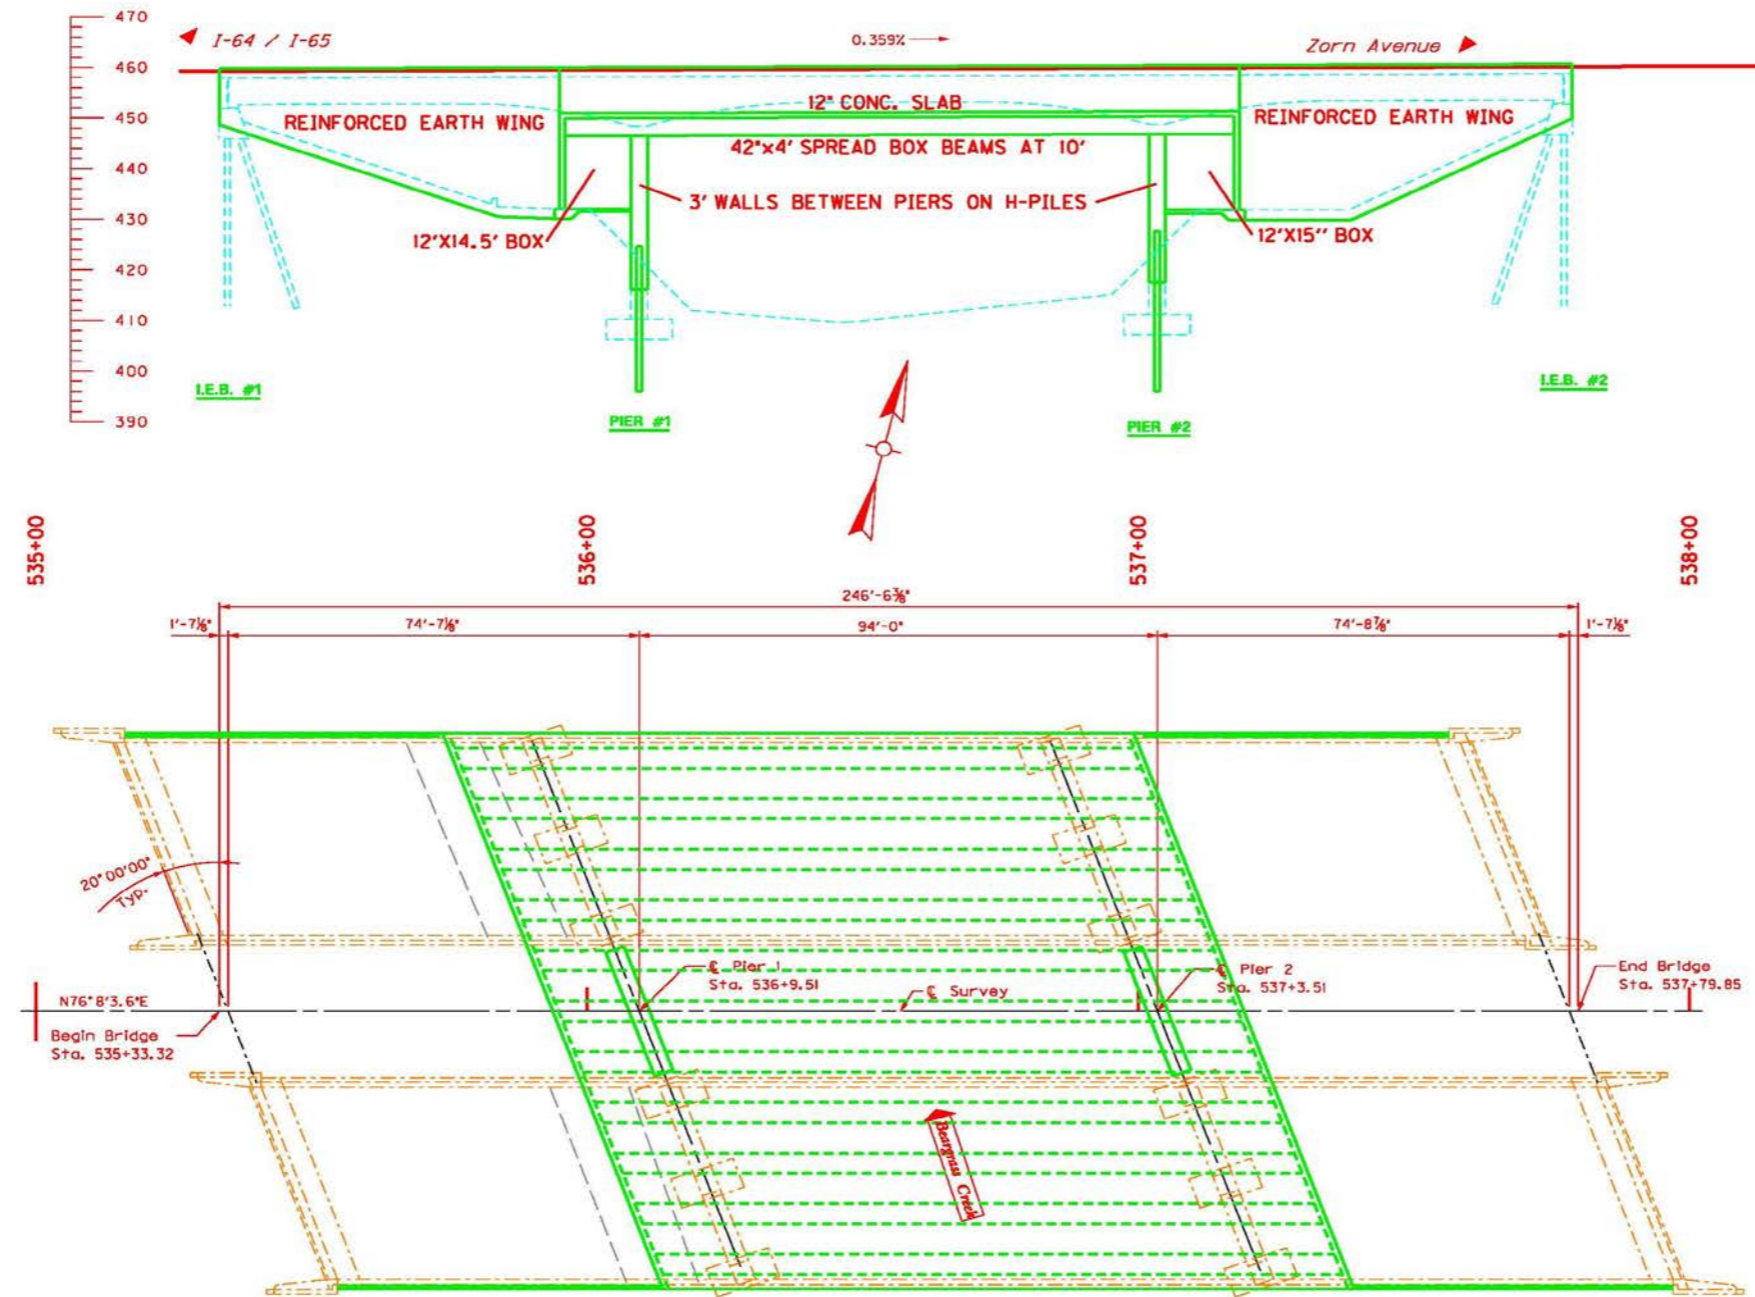 470
I-64 / I-65
0.359%
Zorn Avenue
460
450
12" CONC. SLAB
REINFORCED EARTH WING
REINFORCED EARTH WING
42"x4' SPREAD BOX BEAMS AT 10'
440
3' WALLS BETWEEN PIERS ON H-PILES
430
12'X14.5' BOX
12'X15'' BOX
420
410
400
390
I.E.B. #1
I.E.B. #2
PIER #1
PIER #2
535+00
536+00
537+00
538+00
246'-6⅜"
1'-7⅛"
74'-7⅛"
94'-0"
74'-8⅞"
1'-7⅛"
20°00'00"
Typ.
℄ Pier 1
Sta. 536+9.51
℄ Pier 2
Sta. 537+3.51
End Bridge
Sta. 537+79.85
N76°8'3.6"E
℄ Survey
Begin Bridge
Sta. 535+33.32
Beargrass Creek